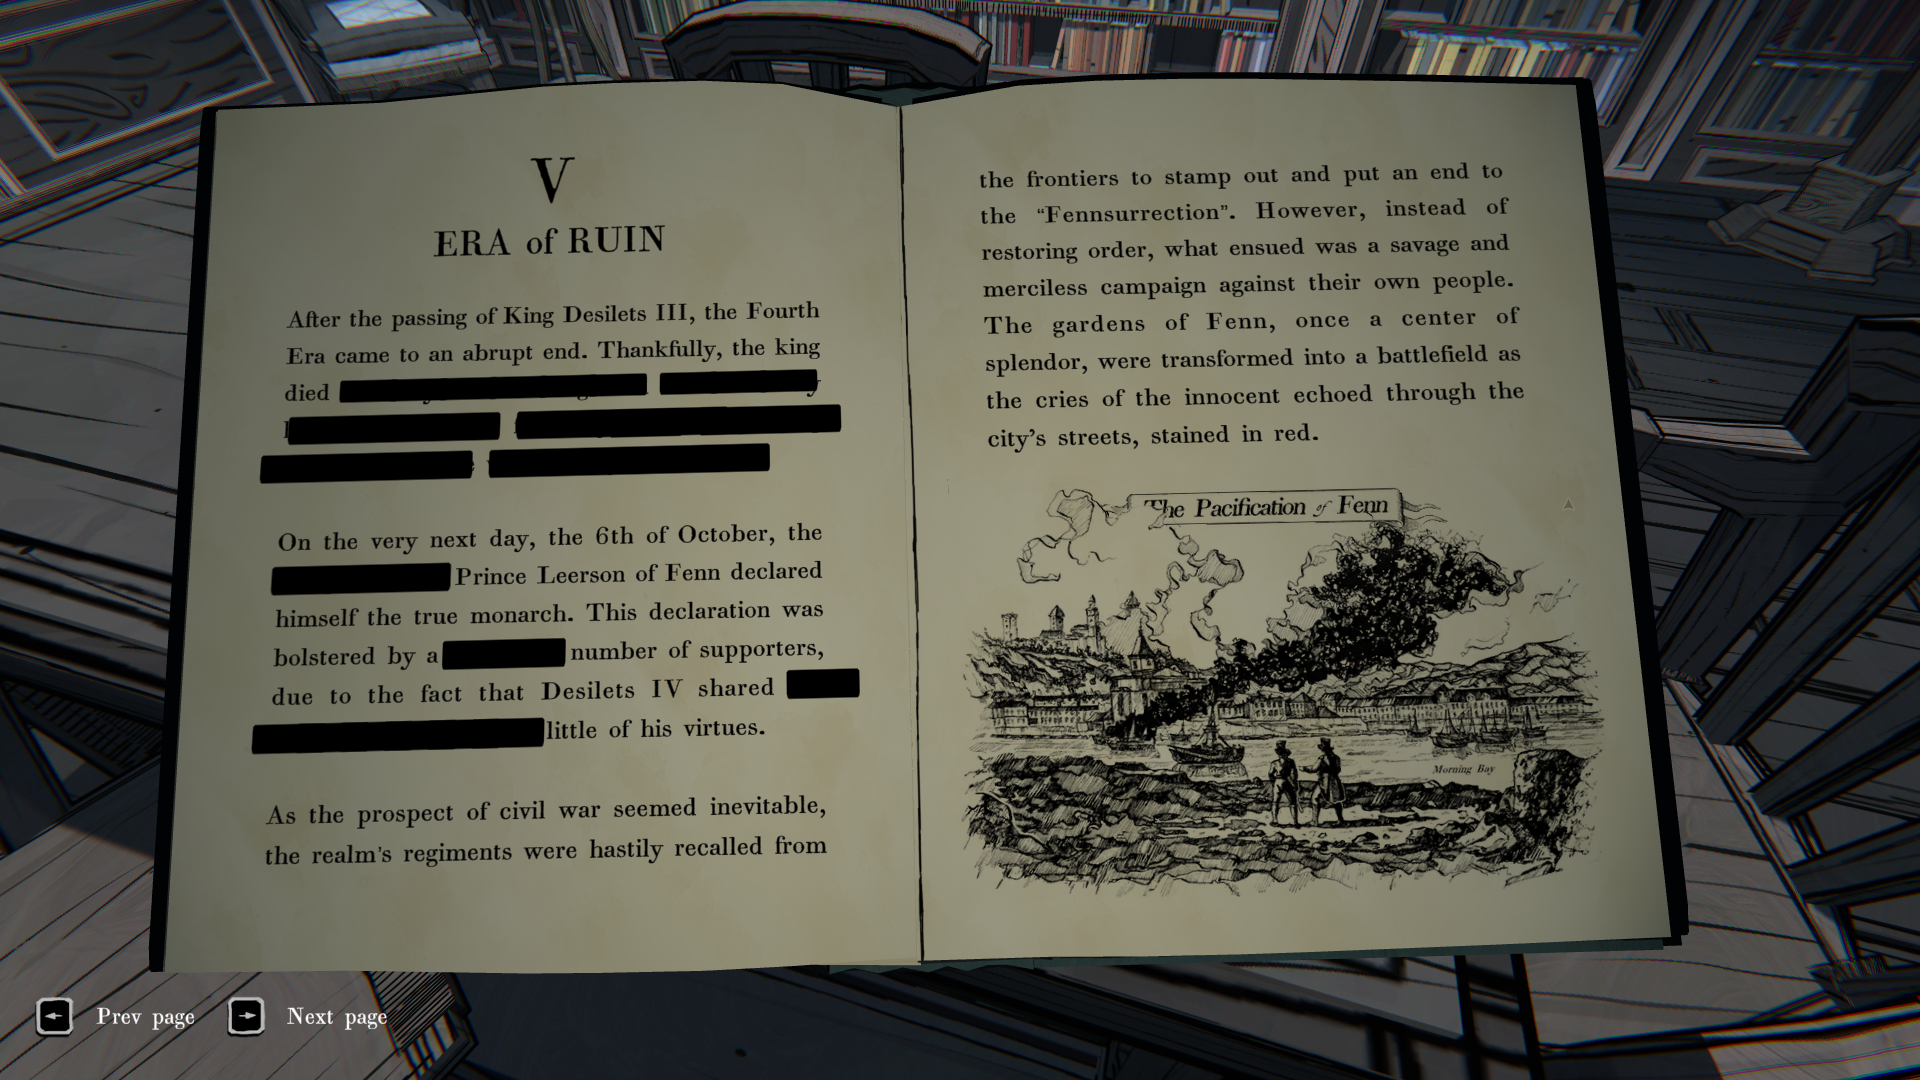 V
ERA of RUIN
After the passing of King Desilets III, the Fourth
Era came to an abrupt end. Thankfully, the king
died
On the very next day, the 6th of October, the
Prince Leerson of Fenn declared
himself the true monarch. This declaration was
bolstered by a number of supporters,
due to the fact that Desilets IV shared
little of his virtues.
As the prospect of civil war seemed inevitable,
the realm's regiments were hastily recalled from
the frontiers to stamp out and put an end to
the “Fennsurrection”. However, instead of
restoring order, what ensued was a savage and
merciless campaign against their own people.
The gardens of Fenn, once a center of
splendor, were transformed into a battlefield as
the cries of the innocent echoed through the
city’s streets, stained in red.
The Pacification of Fenn
Morning Bay
Prev page
Next page